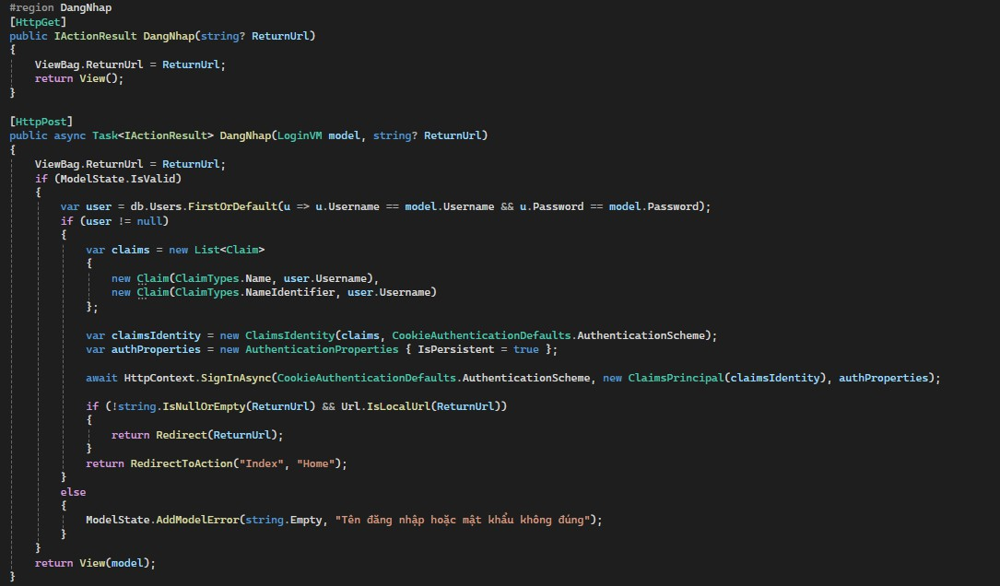 #region DangNhap
[HttpGet]
public IActionResult DangNhap(string? ReturnUrl)
{
    ViewBag.ReturnUrl = ReturnUrl;
    return View();
}

[HttpPost]
public async Task<IActionResult> DangNhap(LoginVM model, string? ReturnUrl)
{
    ViewBag.ReturnUrl = ReturnUrl;
    if (ModelState.IsValid)
    {
        var user = db.Users.FirstOrDefault(u => u.Username == model.Username && u.Password == model.Password);
        if (user != null)
        {
            var claims = new List<Claim>
            {
                new Claim(ClaimTypes.Name, user.Username),
                new Claim(ClaimTypes.NameIdentifier, user.Username)
            };

            var claimsIdentity = new ClaimsIdentity(claims, CookieAuthenticationDefaults.AuthenticationScheme);
            var authProperties = new AuthenticationProperties { IsPersistent = true };

            await HttpContext.SignInAsync(CookieAuthenticationDefaults.AuthenticationScheme, new ClaimsPrincipal(claimsIdentity), authProperties);

            if (!string.IsNullOrEmpty(ReturnUrl) && Url.IsLocalUrl(ReturnUrl))
            {
                return Redirect(ReturnUrl);
            }
            return RedirectToAction("Index", "Home");
        }
        else
        {
            ModelState.AddModelError(string.Empty, "Tên đăng nhập hoặc mật khẩu không đúng");
        }
    }
    return View(model);
}